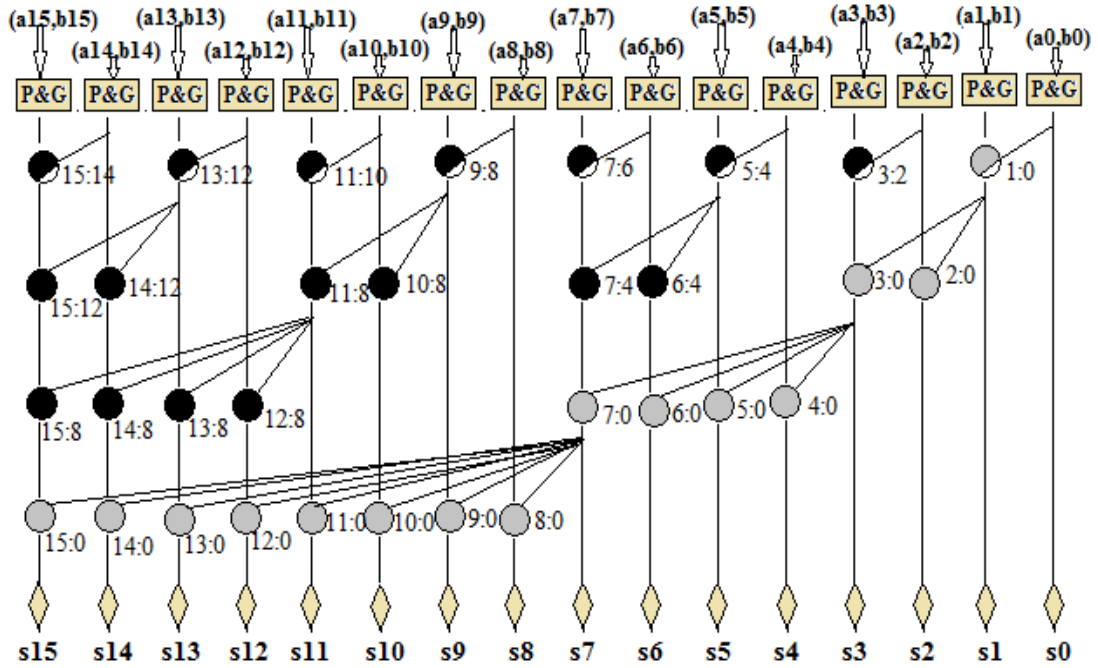 (a15,b15) (a13,b13) (a11,b11) (a9,b9) (a7,b7) (a5,b5) (a3,b3) (a1,b1)
(a14,b14) (a12,b12) (a10,b10) (a8,b8) (a6,b6) (a4,b4) (a2,b2) (a0,b0)
P&G P&G P&G P&G P&G P&G P&G P&G P&G P&G P&G P&G P&G P&G P&G P&G
15:14 13:12 11:10 9:8 7:6 5:4 3:2 1:0
15:12 14:12 11:8 10:8 7:4 6:4 3:0 2:0
15:8 14:8 13:8 12:8 7:0 6:0 5:0 4:0
15:0 14:0 13:0 12:0 11:0 10:0 9:0 8:0
s15 s14 s13 s12 s11 s10 s9 s8 s7 s6 s5 s4 s3 s2 s1 s0